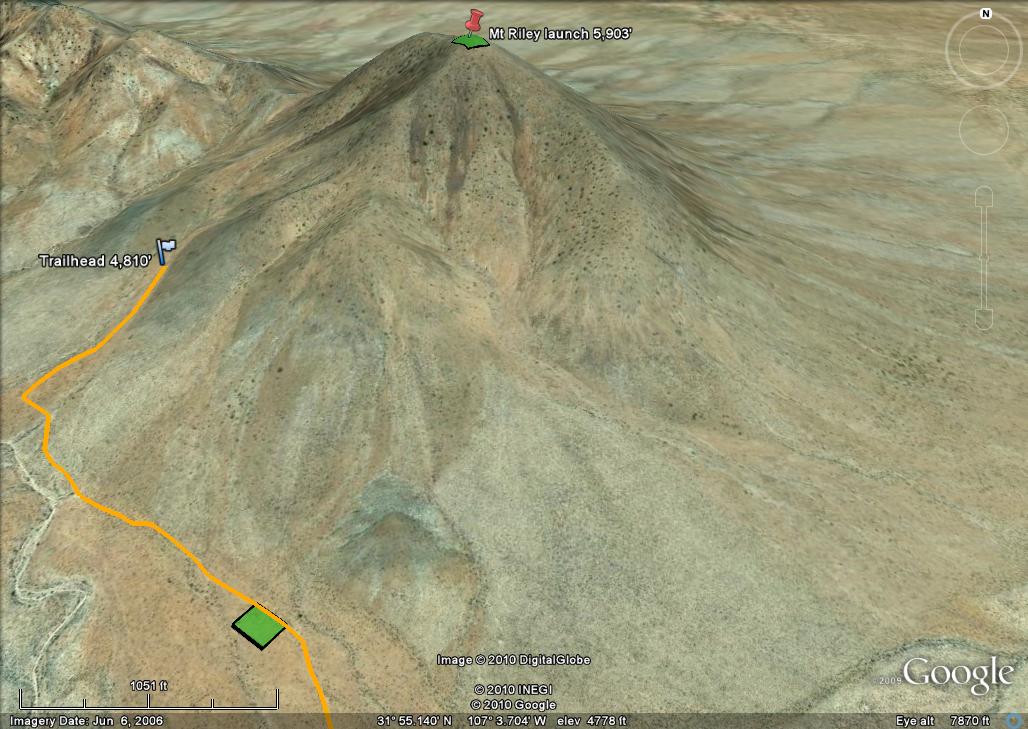 N
Mt Riley launch 5,903'
Trailhead 4,810'
Image © 2010 DigitalGlobe
© 2010 INEGI
© 2010 Google
© 2009 Google
1051 ft
Imagery Date: Jun 6, 2006 31° 55.140' N 107° 3.704' W elev 4778 ft Eye alt 7870 ft